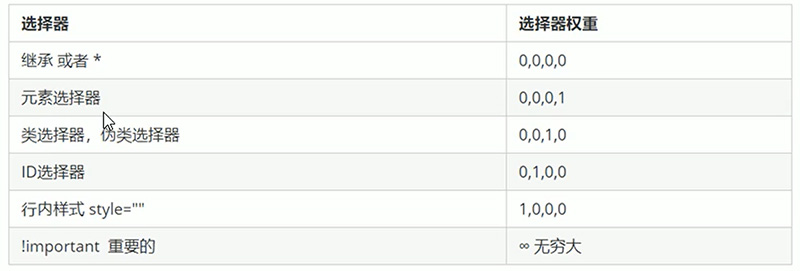 选择器 选择器权重
继承 或者 * 0,0,0,0
元素选择器 0,0,0,1
类选择器，伪类选择器 0,0,1,0
ID选择器 0,1,0,0
行内样式 style="" 1,0,0,0
!important 重要的 ∞ 无穷大